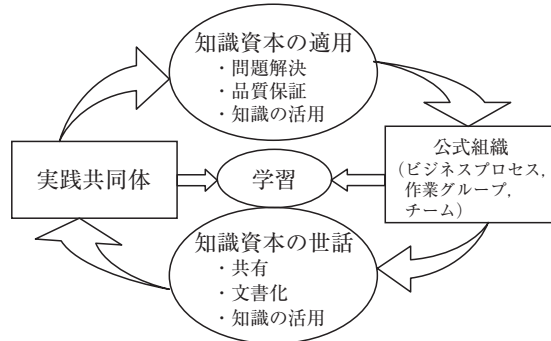 知識資本の適用
・問題解決
・品質保証
・知識の活用
実践共同体
学習
公式組織
(ビジネスプロセス,
作業グループ,
チーム)
知識資本の世話
・共有
・文書化
・知識の活用